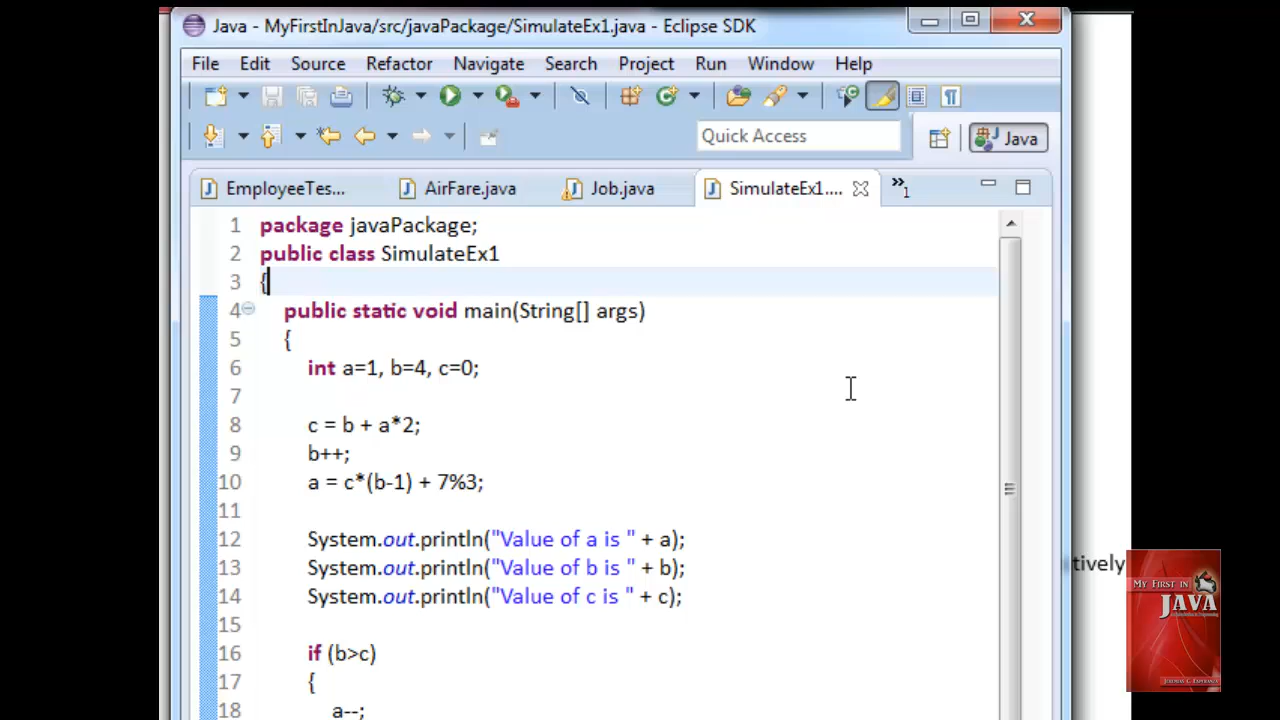 Java - MyFirstInJava/src/javaPackage/SimulateEx1.java - Eclipse SDK
File Edit Source Refactor Navigate Search Project Run Window Help
Quick Access Java
EmployeeTes... AirFare.java Job.java SimulateEx1.... »1
1 package javaPackage;
2 public class SimulateEx1
3 {
4 public static void main(String[] args)
5 {
6 int a=1, b=4, c=0;
7
8 c = b + a*2;
9 b++;
10 a = c*(b-1) + 7%3;
11
12 System.out.println("Value of a is " + a);
13 System.out.println("Value of b is " + b);
14 System.out.println("Value of c is " + c);
15
16 if (b>c)
17 {
18 a--;
tively
MY FIRST IN
JAVA